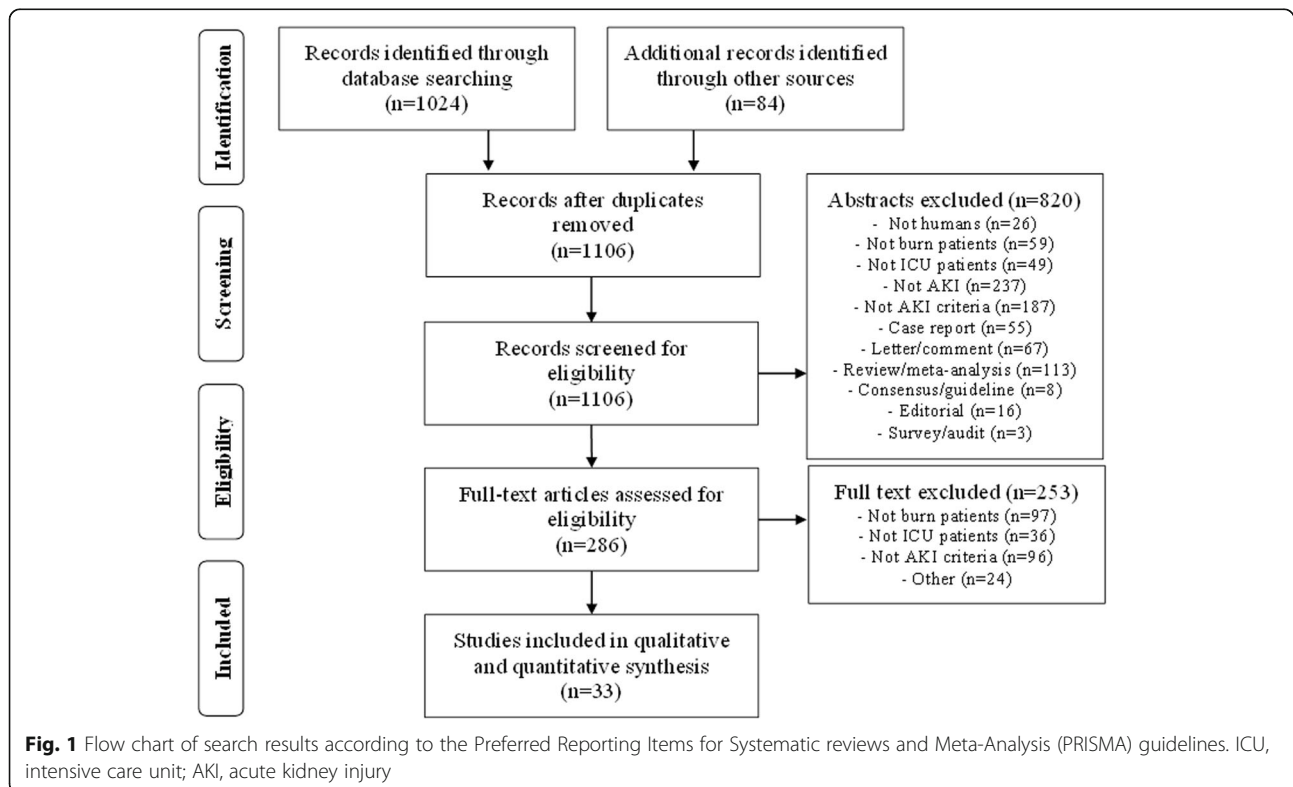 Identification
Records identified through
database searching
(n=1024)
Additional records identified
through other sources
(n=84)
Screening
Records after duplicates
removed
(n=1106)
Abstracts excluded (n=820)
- Not humans (n=26)
- Not burn patients (n=59)
- Not ICU patients (n=49)
- Not AKI (n=237)
- Not AKI criteria (n=187)
- Case report (n=55)
- Letter/comment (n=67)
- Review/meta-analysis (n=113)
- Consensus/guideline (n=8)
- Editorial (n=16)
- Survey/audit (n=3)
Records screened for
eligibility
(n=1106)
Eligibility
Full-text articles assessed for
eligibility
(n=286)
Full text excluded (n=253)
- Not burn patients (n=97)
- Not ICU patients (n=36)
- Not AKI criteria (n=96)
- Other (n=24)
Included
Studies included in qualitative
and quantitative synthesis
(n=33)
Fig. 1 Flow chart of search results according to the Preferred Reporting Items for Systematic reviews and Meta-Analysis (PRISMA) guidelines. ICU,
intensive care unit; AKI, acute kidney injury